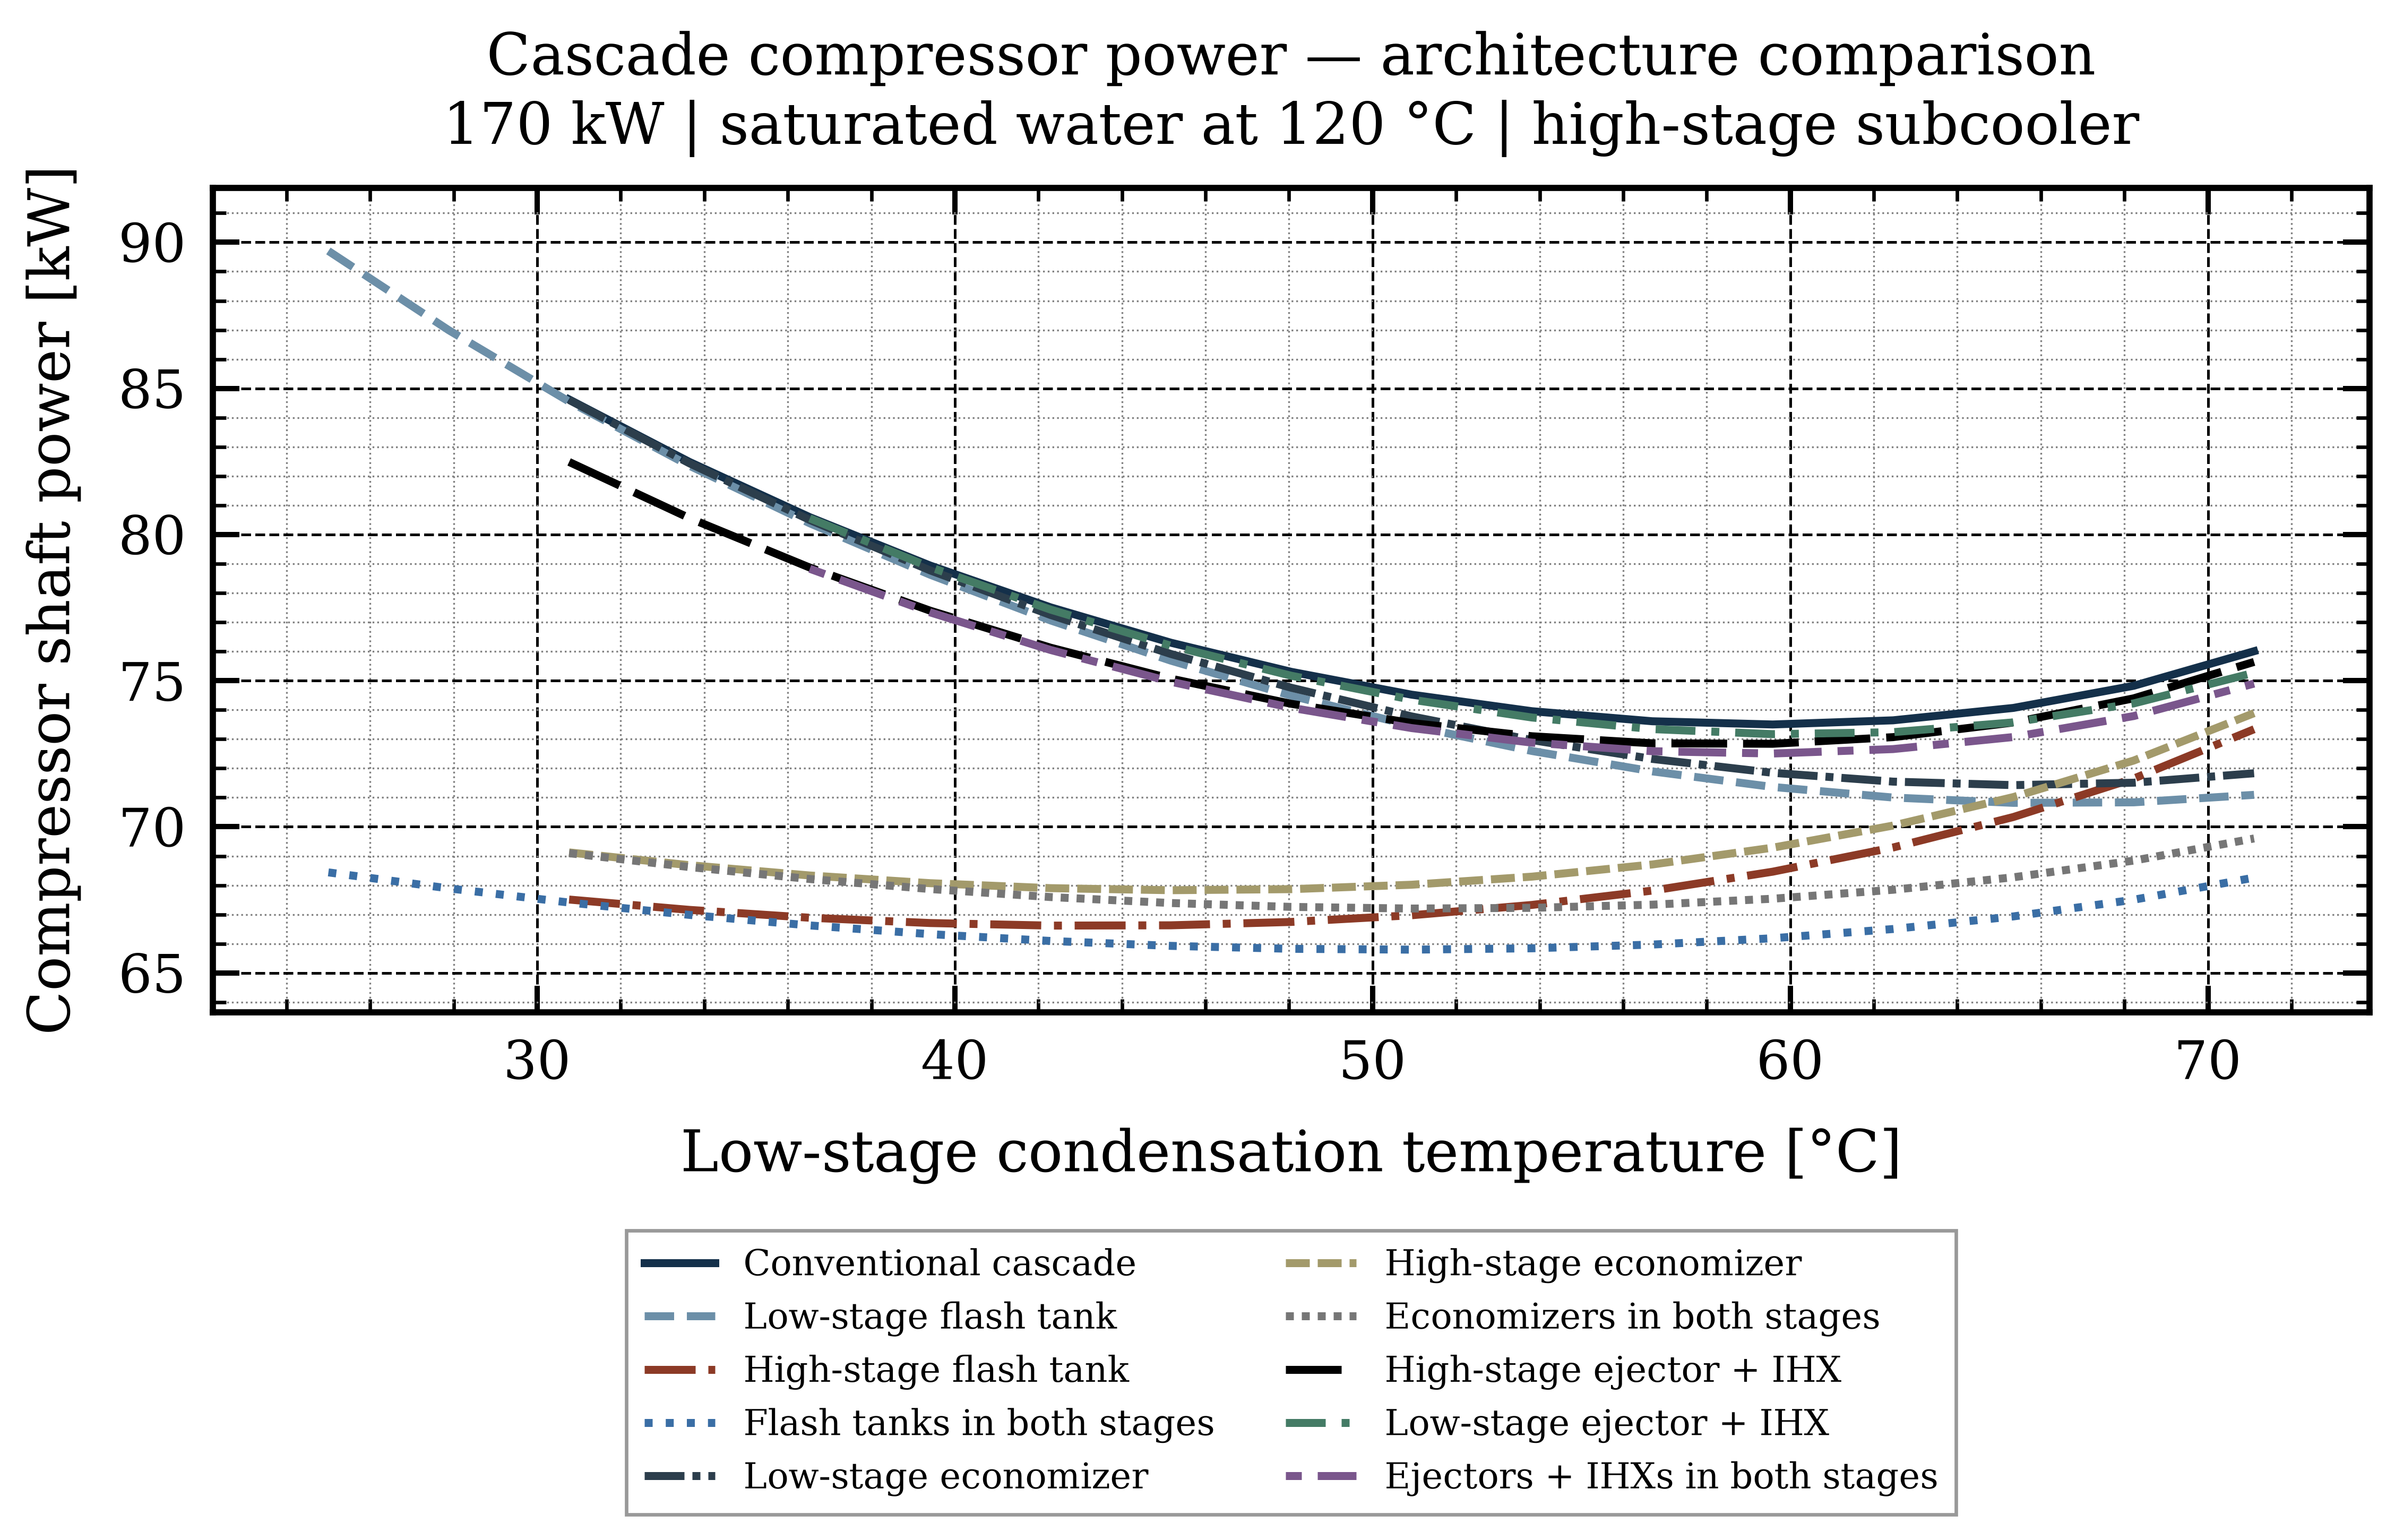 Cascade compressor power — architecture comparison
170 kW | saturated water at 120 °C | high-stage subcooler
Compressor shaft power [kW]
90
85
80
75
70
65
30 40 50 60 70
Low-stage condensation temperature [°C]
Conventional cascade
Low-stage flash tank
High-stage flash tank
Flash tanks in both stages
Low-stage economizer
High-stage economizer
Economizers in both stages
High-stage ejector + IHX
Low-stage ejector + IHX
Ejectors + IHXs in both stages